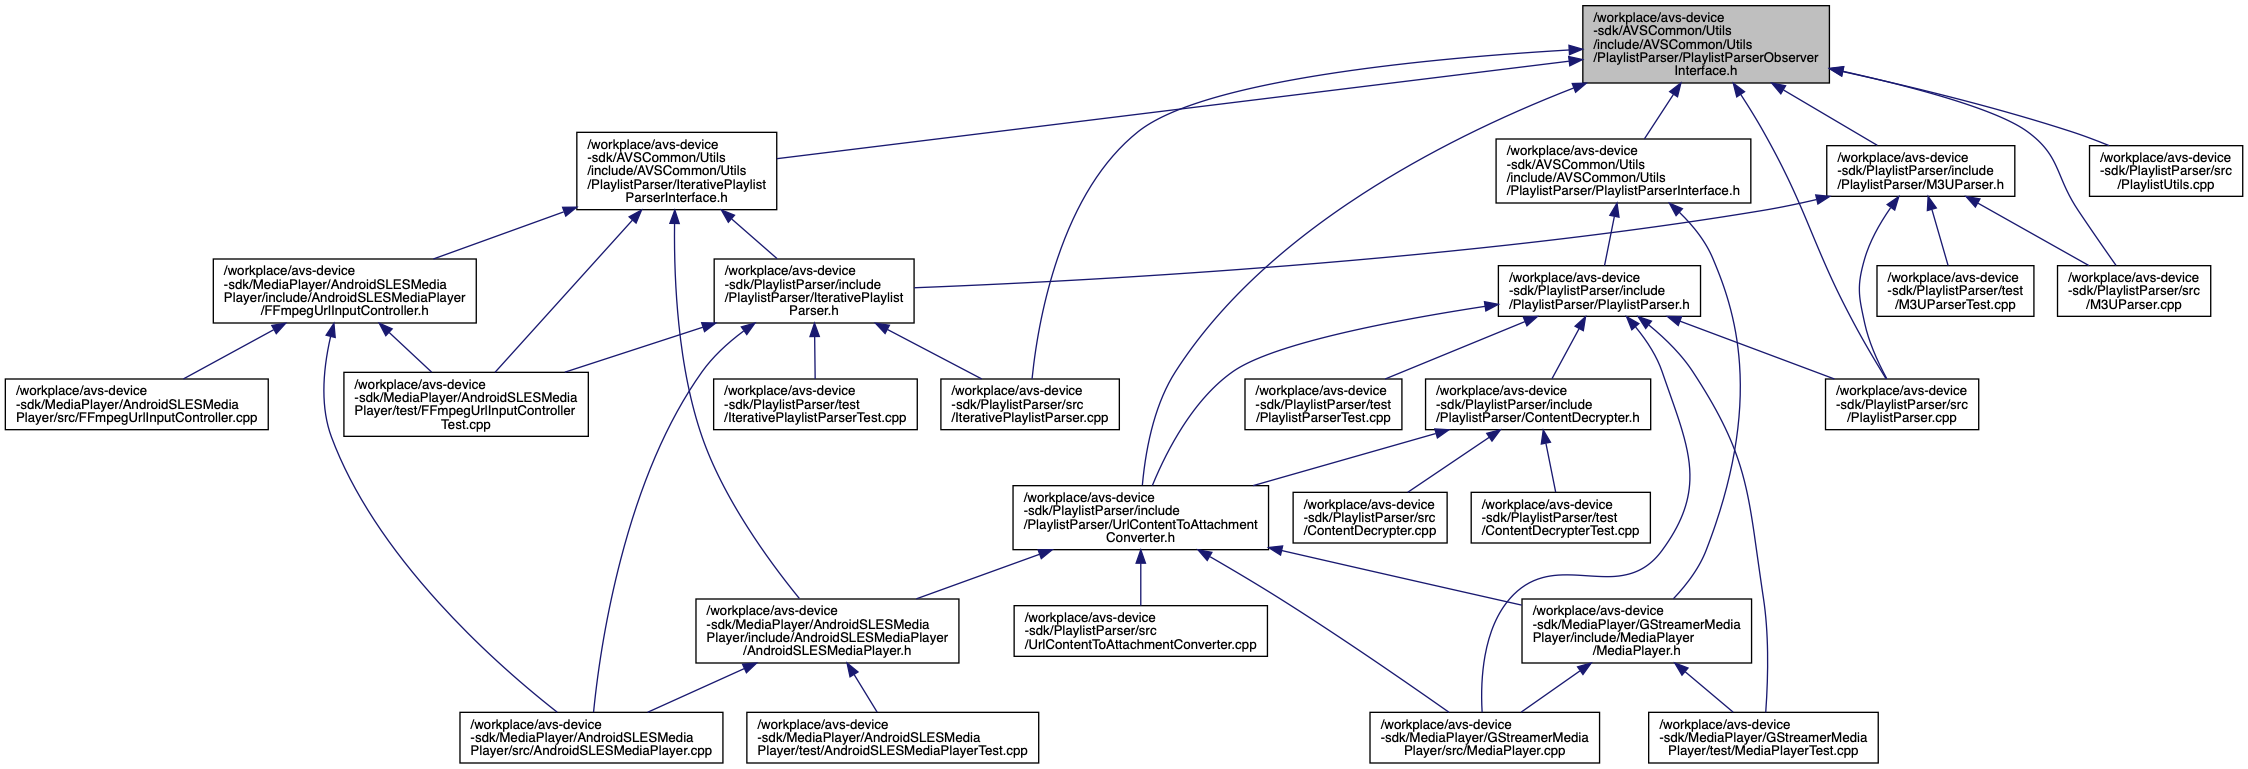 /workplace/avs-device
-sdk/AVSCommon/Utils
/include/AVSCommon/Utils
/PlaylistParser/PlaylistParserObserver
Interface.h
/workplace/avs-device
-sdk/AVSCommon/Utils
/include/AVSCommon/Utils
/PlaylistParser/IterativePlaylist
ParserInterface.h
/workplace/avs-device
-sdk/AVSCommon/Utils
/include/AVSCommon/Utils
/PlaylistParser/PlaylistParserInterface.h
/workplace/avs-device
-sdk/PlaylistParser/include
/PlaylistParser/M3UParser.h
/workplace/avs-device
-sdk/PlaylistParser/src
/PlaylistUtils.cpp
/workplace/avs-device
-sdk/MediaPlayer/AndroidSLESMedia
Player/include/AndroidSLESMediaPlayer
/FFmpegUrlInputController.h
/workplace/avs-device
-sdk/PlaylistParser/include
/PlaylistParser/IterativePlaylist
Parser.h
/workplace/avs-device
-sdk/PlaylistParser/include
/PlaylistParser/PlaylistParser.h
/workplace/avs-device
-sdk/PlaylistParser/test
/M3UParserTest.cpp
/workplace/avs-device
-sdk/PlaylistParser/src
/M3UParser.cpp
/workplace/avs-device
-sdk/MediaPlayer/AndroidSLESMedia
Player/src/FFmpegUrlInputController.cpp
/workplace/avs-device
-sdk/MediaPlayer/AndroidSLESMedia
Player/test/FFmpegUrlInputController
Test.cpp
/workplace/avs-device
-sdk/PlaylistParser/test
/IterativePlaylistParserTest.cpp
/workplace/avs-device
-sdk/PlaylistParser/src
/IterativePlaylistParser.cpp
/workplace/avs-device
-sdk/PlaylistParser/test
/PlaylistParserTest.cpp
/workplace/avs-device
-sdk/PlaylistParser/include
/PlaylistParser/ContentDecrypter.h
/workplace/avs-device
-sdk/PlaylistParser/src
/PlaylistParser.cpp
/workplace/avs-device
-sdk/PlaylistParser/include
/PlaylistParser/UrlContentToAttachment
Converter.h
/workplace/avs-device
-sdk/PlaylistParser/src
/ContentDecrypter.cpp
/workplace/avs-device
-sdk/PlaylistParser/test
/ContentDecrypterTest.cpp
/workplace/avs-device
-sdk/MediaPlayer/AndroidSLESMedia
Player/include/AndroidSLESMediaPlayer
/AndroidSLESMediaPlayer.h
/workplace/avs-device
-sdk/PlaylistParser/src
/UrlContentToAttachmentConverter.cpp
/workplace/avs-device
-sdk/MediaPlayer/GStreamerMedia
Player/include/MediaPlayer
/MediaPlayer.h
/workplace/avs-device
-sdk/MediaPlayer/AndroidSLESMedia
Player/src/AndroidSLESMediaPlayer.cpp
/workplace/avs-device
-sdk/MediaPlayer/AndroidSLESMedia
Player/test/AndroidSLESMediaPlayerTest.cpp
/workplace/avs-device
-sdk/MediaPlayer/GStreamerMedia
Player/src/MediaPlayer.cpp
/workplace/avs-device
-sdk/MediaPlayer/GStreamerMedia
Player/test/MediaPlayerTest.cpp